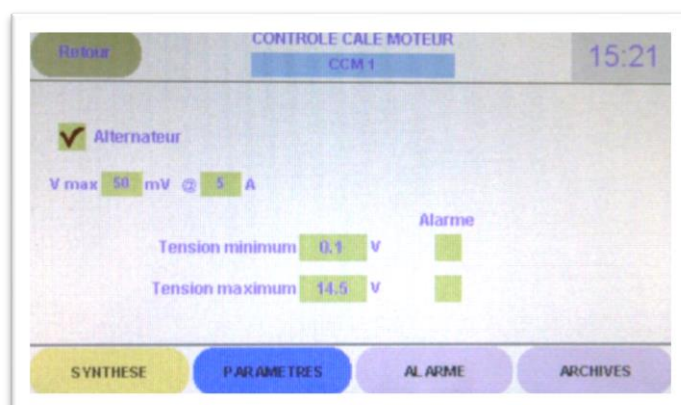 Retour CONTROLE CALE MOTEUR 15:21
CCM 1
Alternateur
V max 50 mV @ 5 A
Alarme
Tension minimum 0.1 V
Tension maximum 14.5 V
SYNTHESE PARAMETRES ALARME ARCHIVES